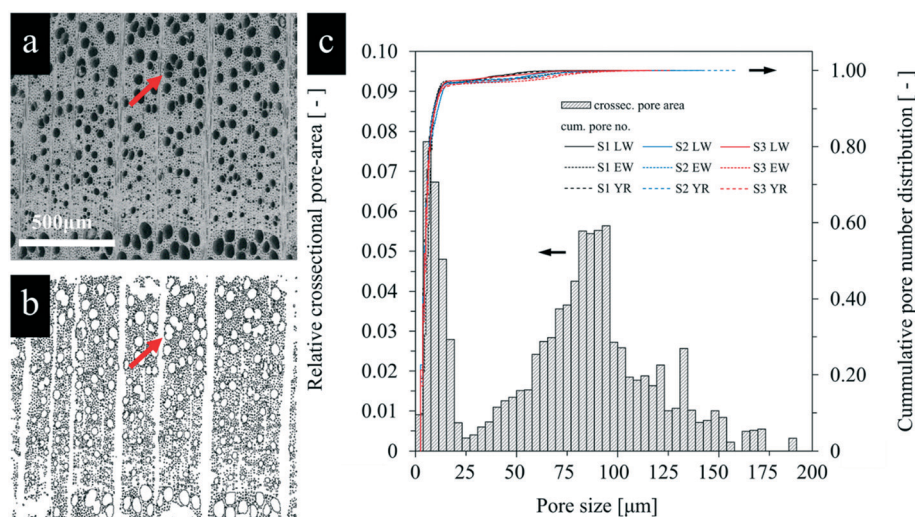 a
500μm
b
c
Relative crossectional pore-area [ - ]
0.10
0.09
0.08
0.07
0.06
0.05
0.04
0.03
0.02
0.01
0
crossec. pore area
cum. pore no.
S1 LW S2 LW S3 LW
S1 EW S2 EW S3 EW
S1 YR S2 YR S3 YR
1.00
0.80
0.60
0.40
0.20
0
Cummulative pore number distribution [ - ]
0 25 50 75 100 125 150 175 200
Pore size [μm]